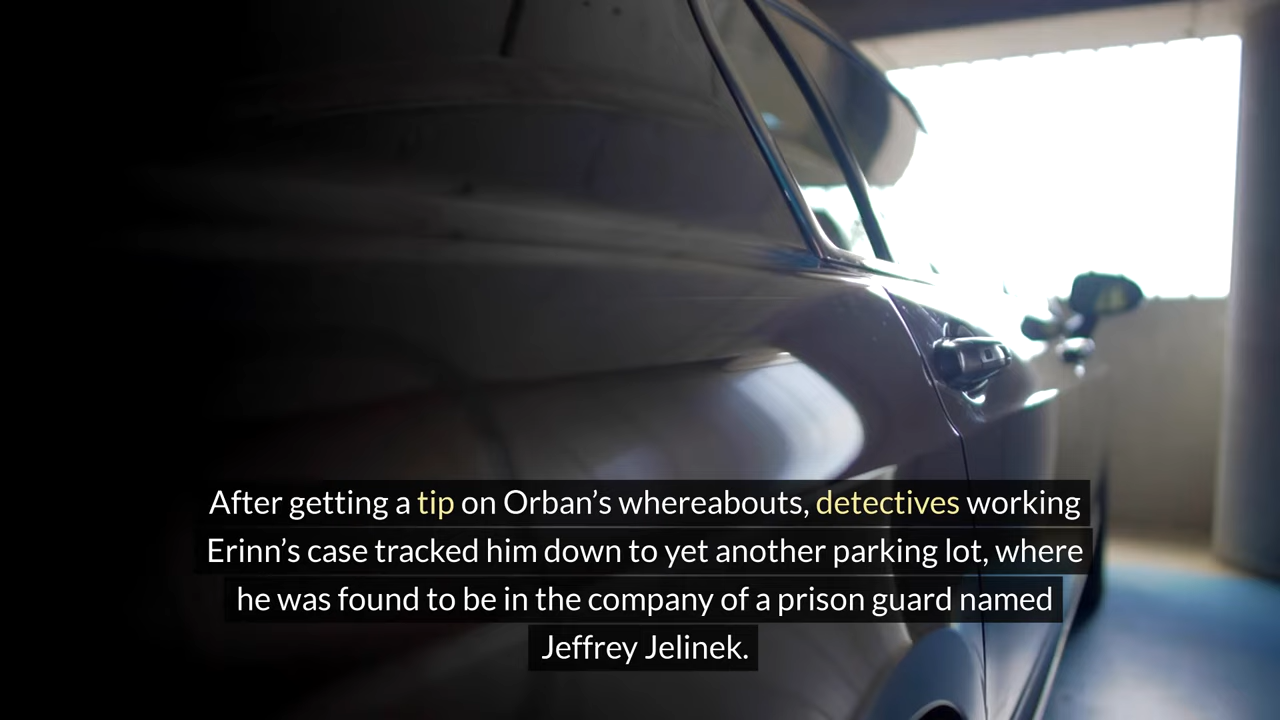 After getting a tip on Orban’s whereabouts, detectives working
Erinn’s case tracked him down to yet another parking lot, where
he was found to be in the company of a prison guard named
Jeffrey Jelinek.